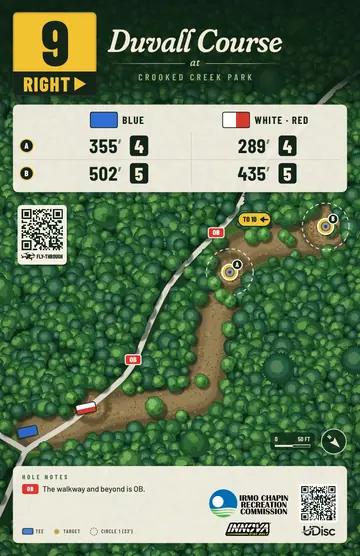 9
RIGHT
Duvall Course
at
CROOKED CREEK PARK
BLUE
WHITE · RED
A 355' 4 289' 4
B 502' 5 435' 5
FLY-THROUGH
OB
TO 10
B
A
OB
0 50 FT
HOLE NOTES
OB The walkway and beyond is OB.
TEE TARGET CIRCLE 1 (33')
IRMO CHAPIN
RECREATION
COMMISSION
INNOVA
UDisc